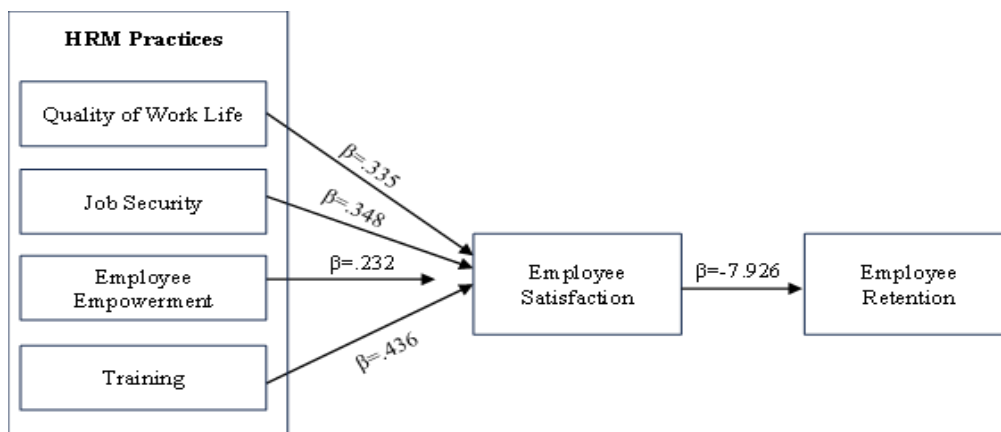 HRM Practices
Quality of Work Life
β=.335
Job Security
β=.348
Employee
Empowerment
β=.232
Training
β=.436
Employee
Satisfaction
β=-7.926
Employee
Retention